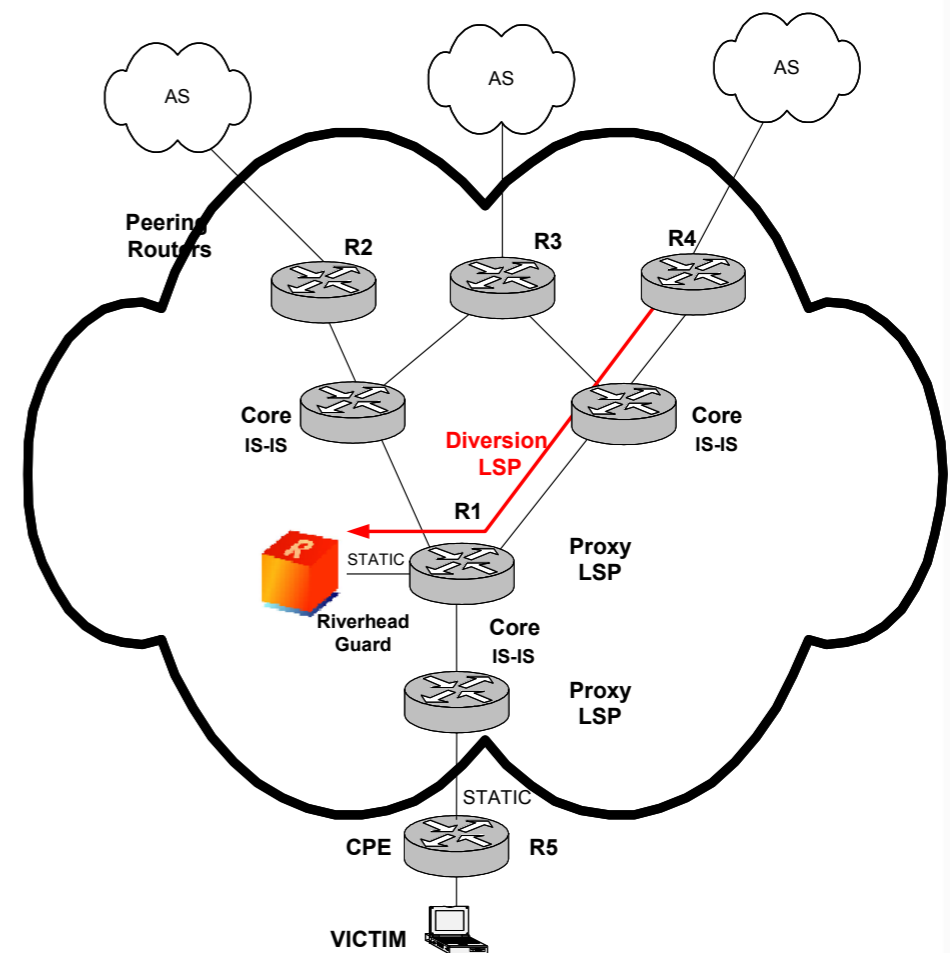 AS
AS
AS
Peering
Routers
R2
R3
R4
Core
IS-IS
Core
IS-IS
Diversion
LSP
R1
R
STATIC
Riverhead
Guard
Proxy
LSP
Core
IS-IS
Proxy
LSP
STATIC
CPE
R5
VICTIM